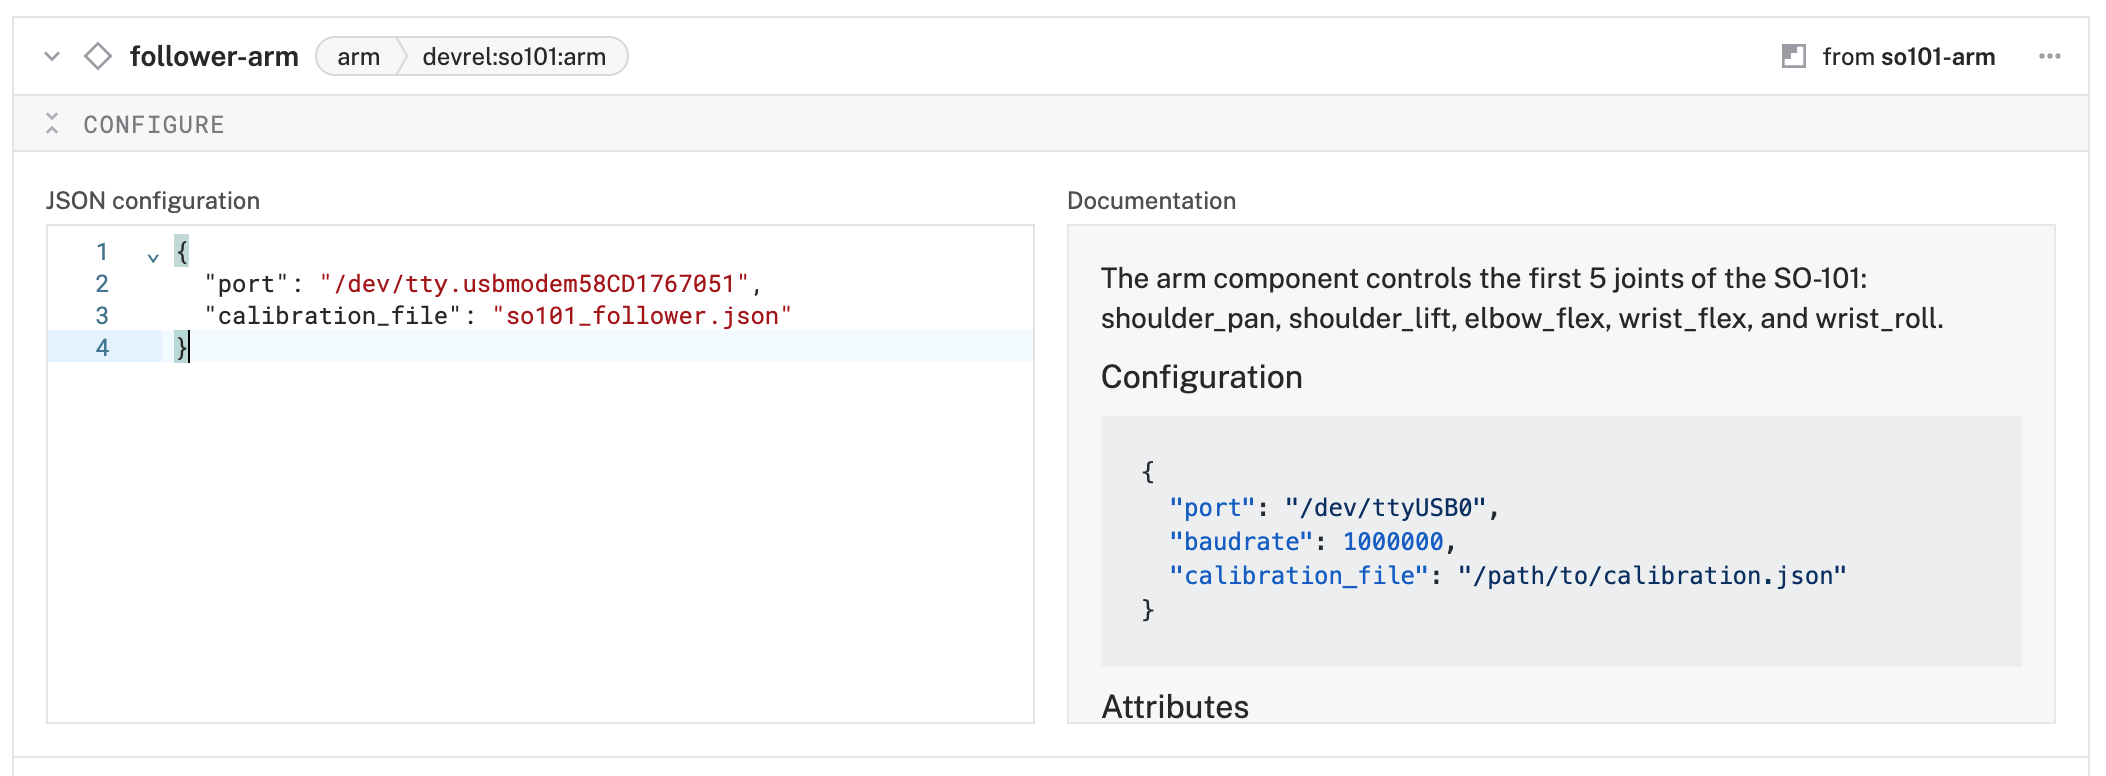 follower-arm arm devrel:so101:arm from so101-arm ...
CONFIGURE
JSON configuration
1 {
2 "port": "/dev/tty.usbmodem58CD1767051",
3 "calibration_file": "so101_follower.json"
4 }
Documentation
The arm component controls the first 5 joints of the SO-101:
shoulder_pan, shoulder_lift, elbow_flex, wrist_flex, and wrist_roll.
Configuration
{
"port": "/dev/ttyUSB0",
"baudrate": 1000000,
"calibration_file": "/path/to/calibration.json"
}
Attributes